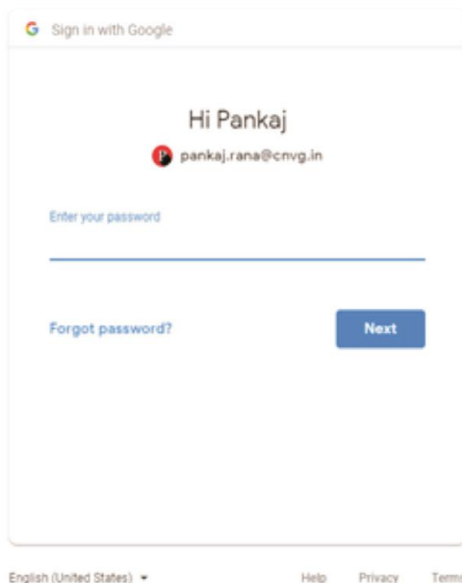 Sign in with Google
Hi Pankaj
pankaj.rana@cnvg.in
Enter your password
Forgot password?
Next
English (United States)
Help Privacy Terms